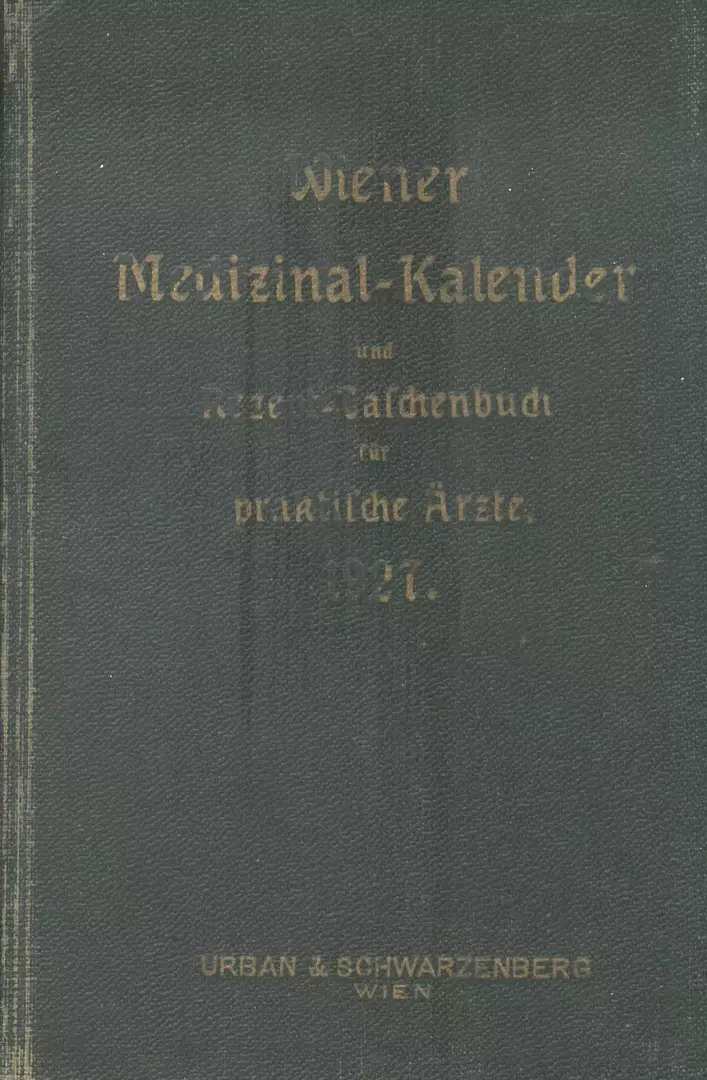 Wiener
Medizinal-Kalender
und
Rezept-Taschenbuch
für
praktische Ärzte.
1927.
URBAN & SCHWARZENBERG
WIEN